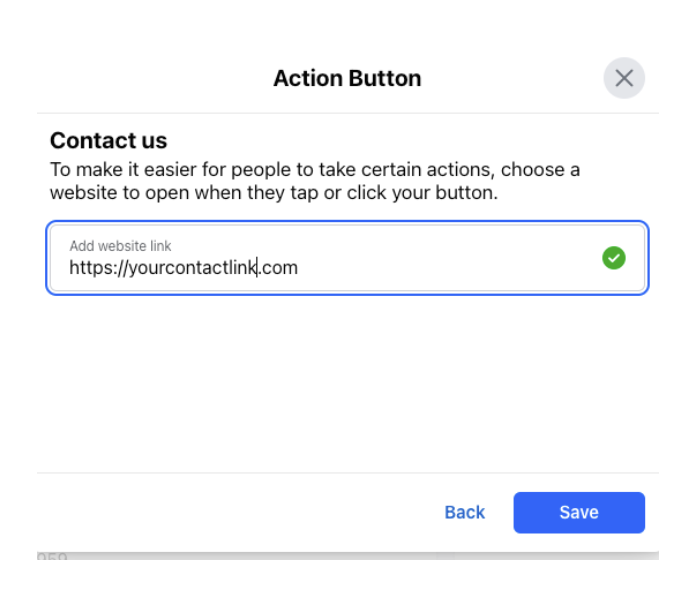 Action Button
Contact us
To make it easier for people to take certain actions, choose a
website to open when they tap or click your button.
Add website link
https://yourcontactlink.com
Back
Save